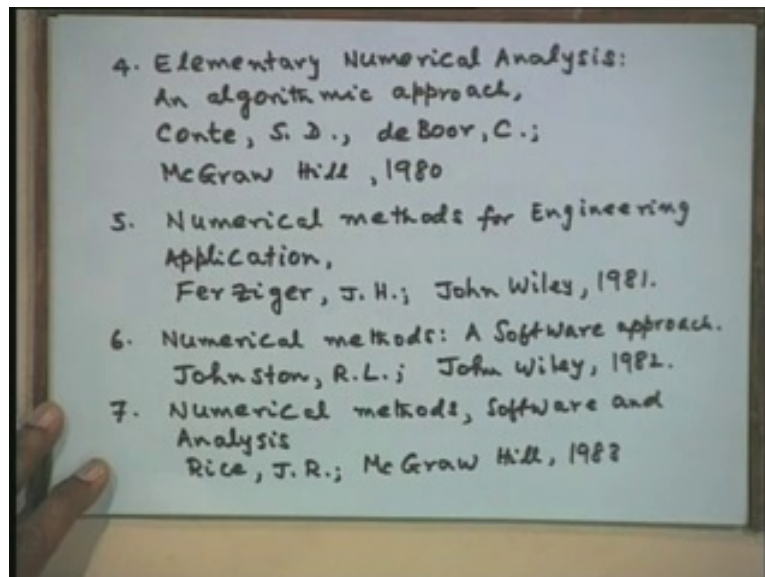 4. Elementary Numerical Analysis:
An algorithmic approach,
Conte, S. D., de Boor, C.;
McGraw Hill, 1980
5. Numerical methods for Engineering
Application,
Ferziger, J. H.; John Wiley, 1981.
6. Numerical methods: A Software approach.
Johnston, R.L.; John Wiley, 1982.
7. Numerical methods, Software and
Analysis
Rice, J. R.; McGraw Hill, 1983